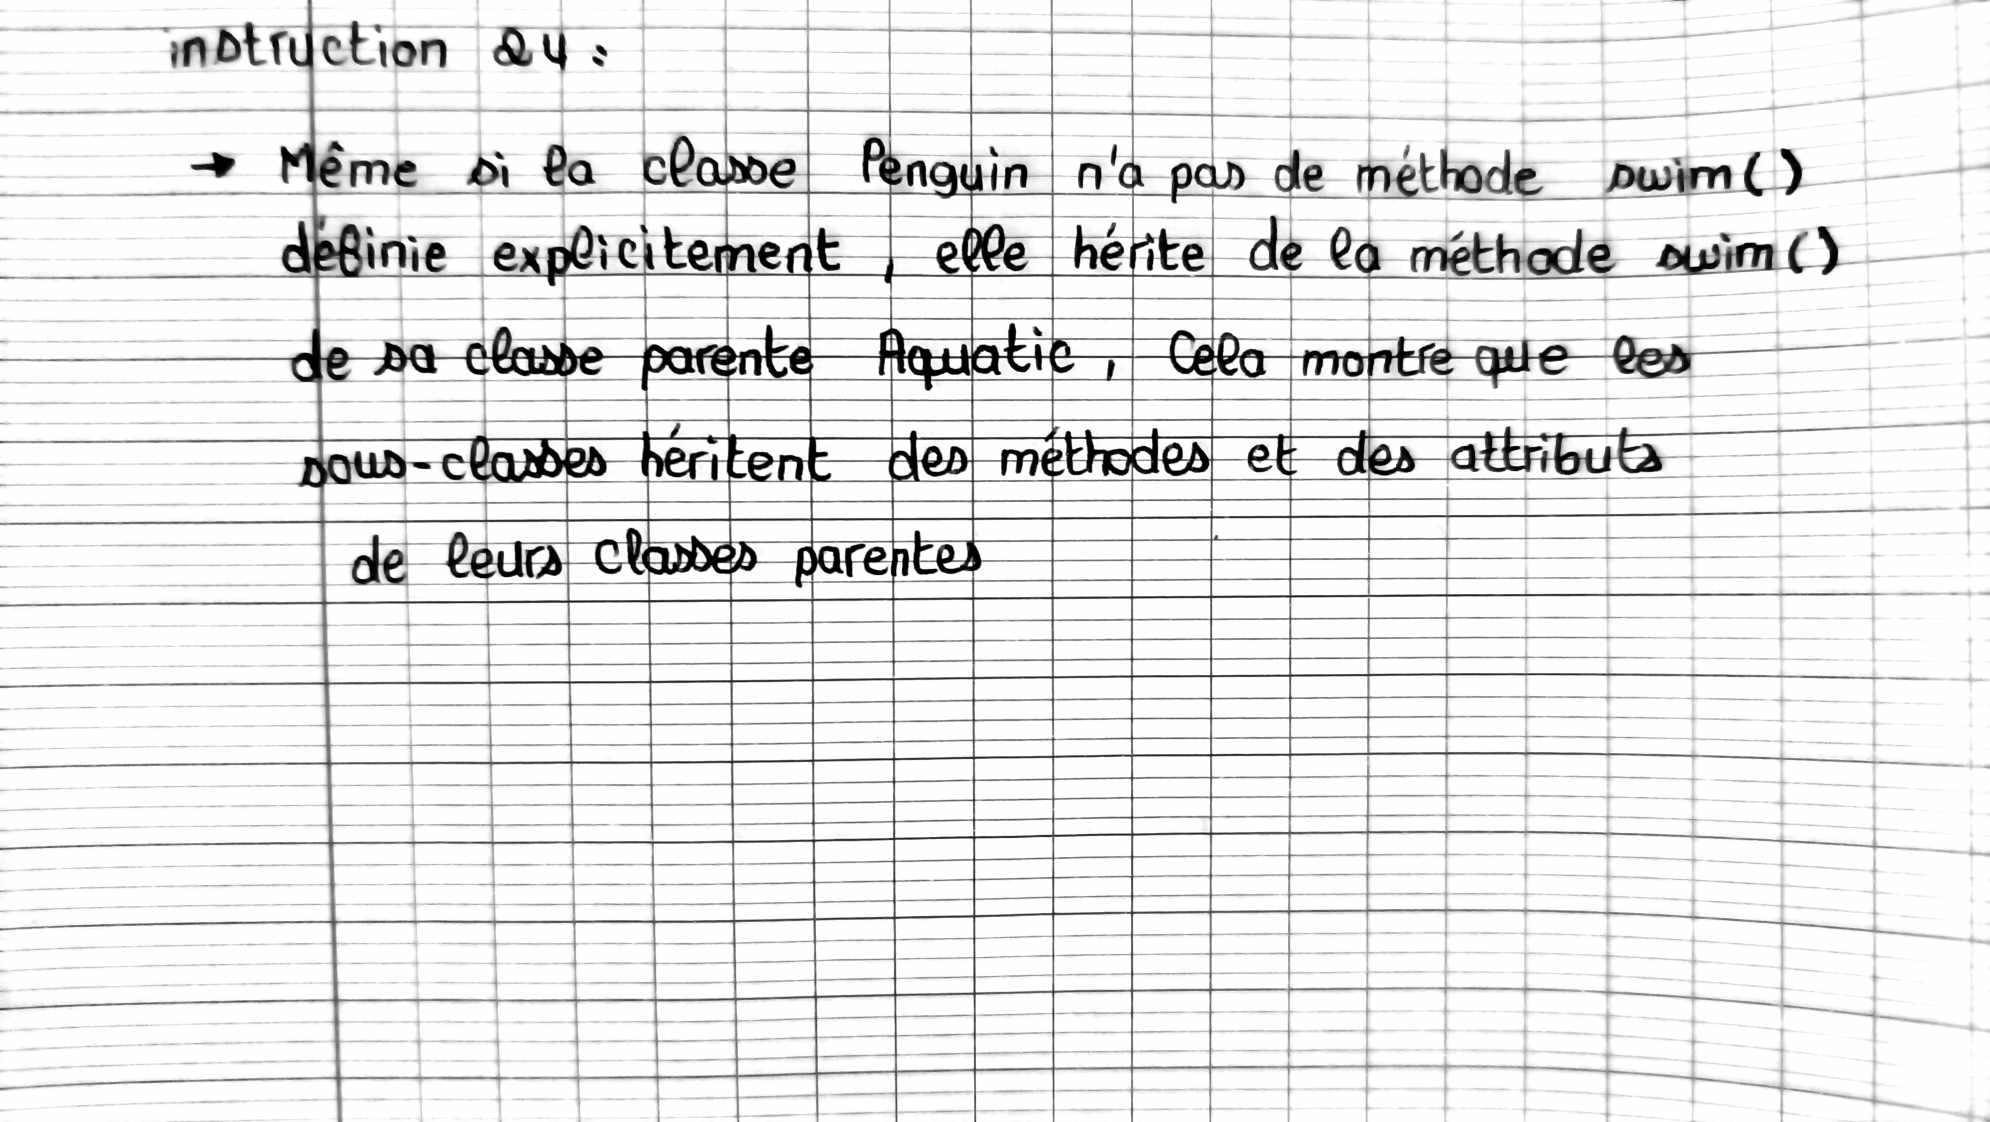 instruction 24 :
→ Même si la classe Penguin n'a pas de méthode swim()
définie explicitement, elle hérite de la méthode swim()
de sa classe parente Aquatic, Cela montre que les
sous-classes héritent des méthodes et des attributs
de leurs classes parentes